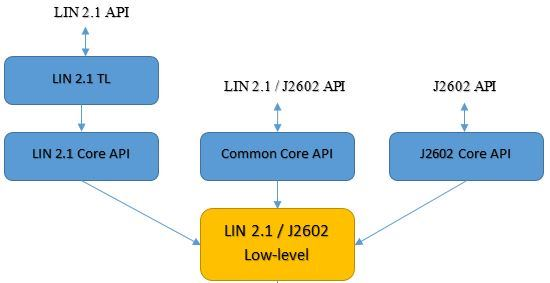 LIN 2.1 API
LIN 2.1 TL
LIN 2.1 / J2602 API
J2602 API
LIN 2.1 Core API
Common Core API
J2602 Core API
LIN 2.1 / J2602
Low-level